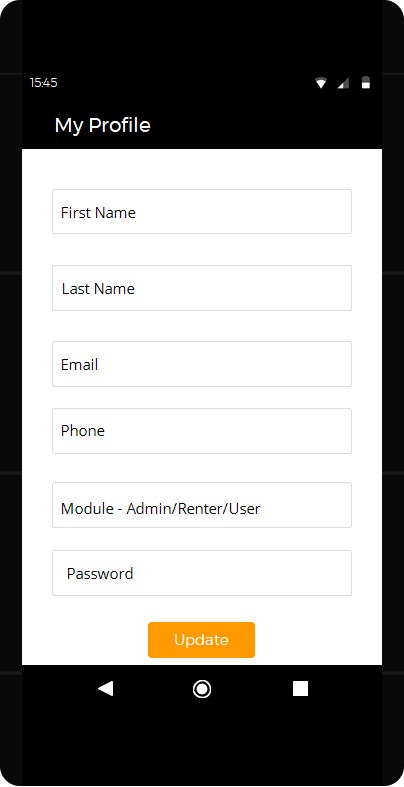 15:45
My Profile
First Name
Last Name
Email
Phone
Module - Admin/Renter/User
Password
Update